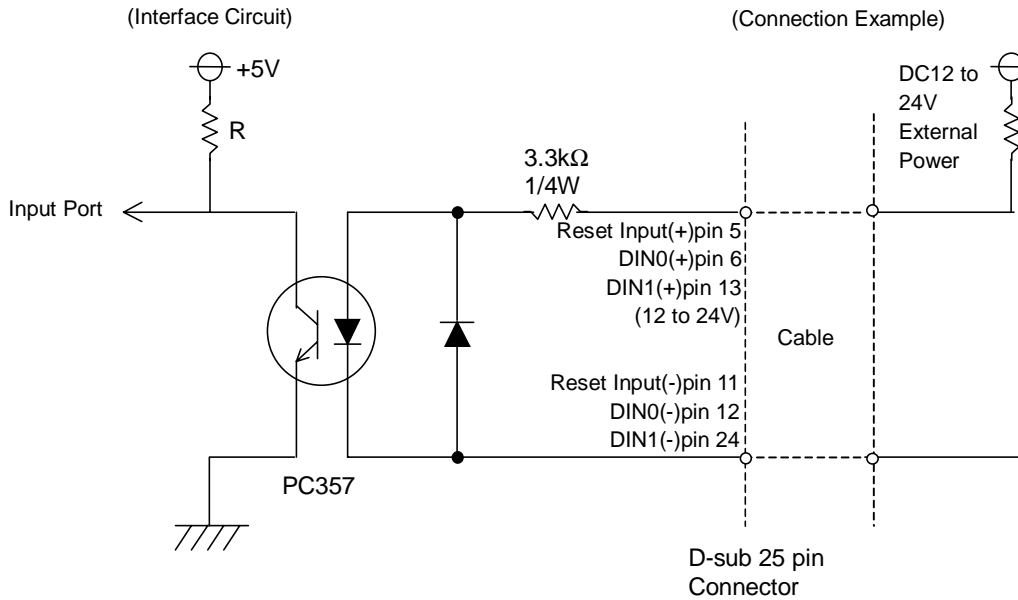 (Interface Circuit)
(Connection Example)
+5V
R
DC12 to
24V
External
Power
3.3kΩ
1/4W
Input Port
Reset Input(+)pin 5
DIN0(+)pin 6
DIN1(+)pin 13
(12 to 24V)
Cable
Reset Input(-)pin 11
DIN0(-)pin 12
DIN1(-)pin 24
PC357
D-sub 25 pin
Connector